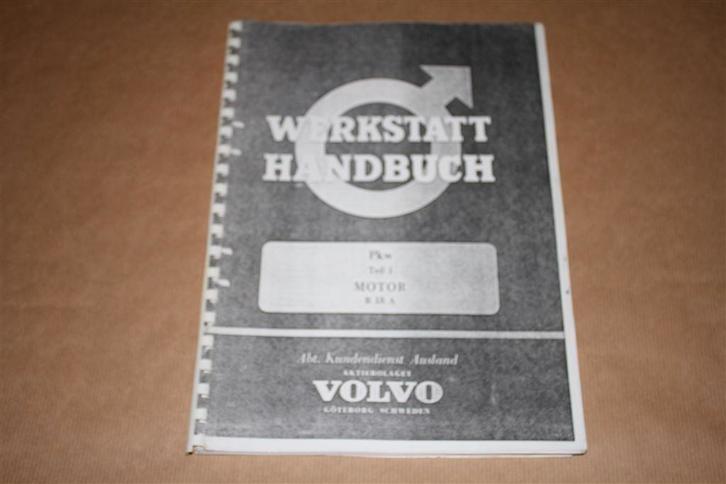 WERKSTATT
HANDBUCH
Pkw
Teil 1
MOTOR
B 18 A
Abt. Kundendienst Ausland
AKTIEBOLAGET
VOLVO
GÖTEBORG SCHWEDEN